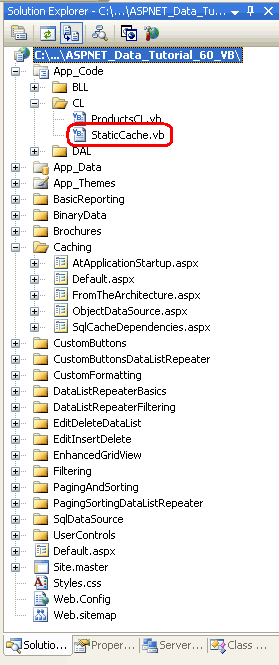 Solution Explorer - C:\...\ASPNET_Data_Tu...
C:\...\ASPNET_Data_Tutorial_60_VB\
App_Code
BLL
CL
ProductsCL.vb
StaticCache.vb
DAL
App_Data
App_Themes
BasicReporting
BinaryData
Brochures
Caching
AtApplicationStartup.aspx
Default.aspx
FromTheArchitecture.aspx
ObjectDataSource.aspx
SqlCacheDependencies.aspx
CustomButtons
CustomButtonsDataListRepeater
CustomFormatting
DataListRepeaterBasics
DataListRepeaterFiltering
EditDeleteDataList
EditInsertDelete
EnhancedGridView
Filtering
PagingAndSorting
PagingSortingDataListRepeater
SqlDataSource
UserControls
Default.aspx
Site.master
Styles.css
Web.Config
Web.sitemap
Solutio... Proper... Server... Class ...